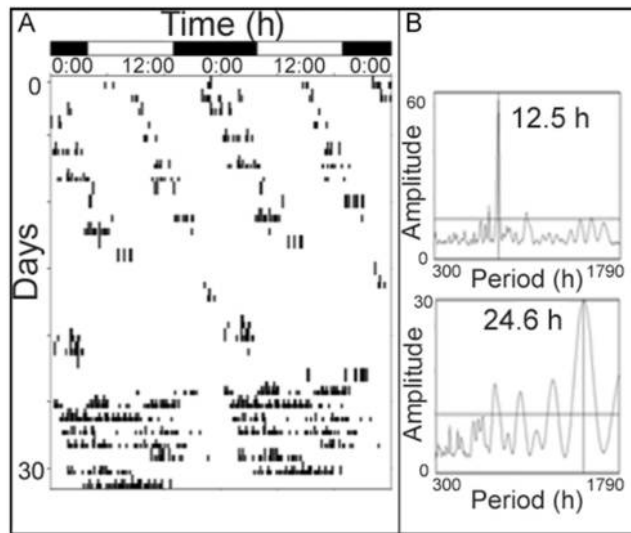 A
Time (h)
0:00 12:00 0:00 12:00 0:00
0
Days
30
B
60
12.5 h
Amplitude
0
300 1790
Period (h)
30
24.6 h
Amplitude
0
300 1790
Period (h)